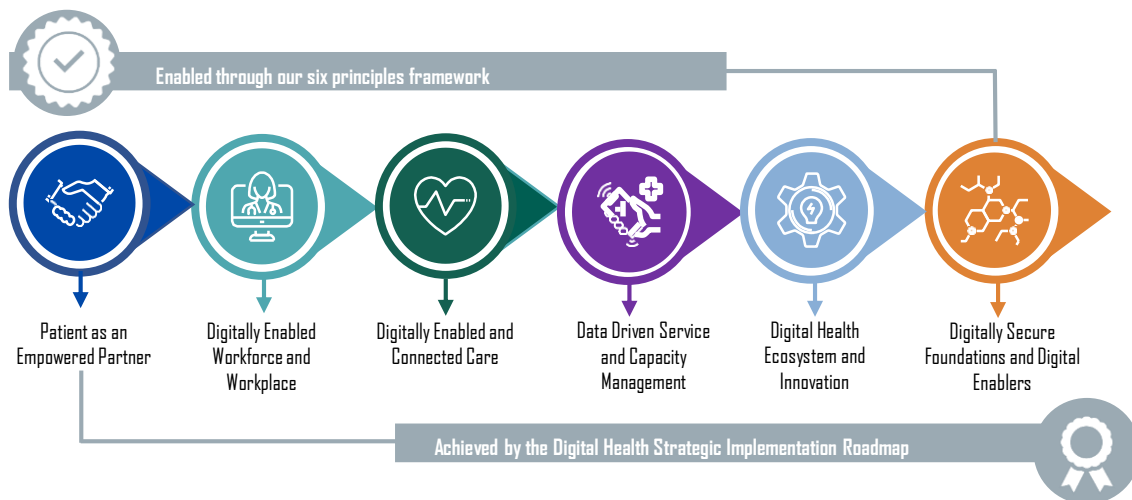 Enabled through our six principles framework
Patient as an
Empowered Partner
Digitally Enabled
Workforce and
Workplace
Digitally Enabled and
Connected Care
Data Driven Service
and Capacity
Management
Digital Health
Ecosystem and
Innovation
Digitally Secure
Foundations and Digital
Enablers
Achieved by the Digital Health Strategic Implementation Roadmap